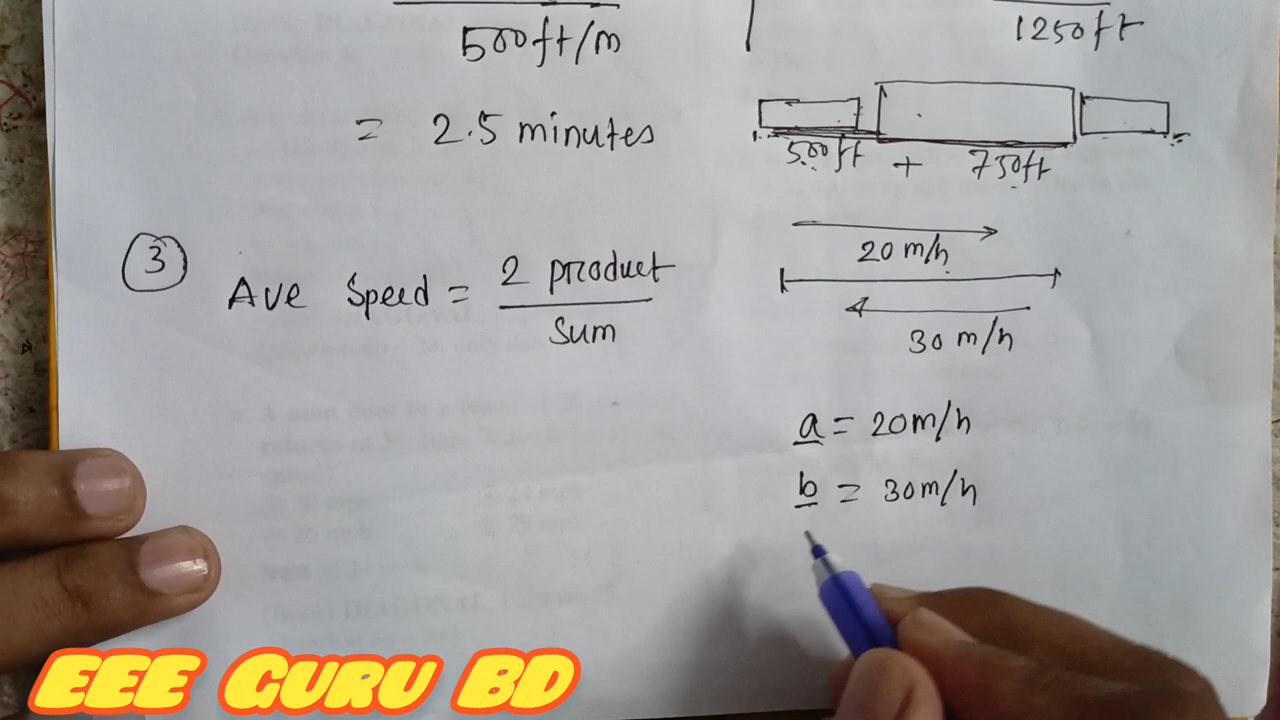 500ft/m
= 2.5 minutes
1250ft
500ft + 750ft
3
Ave Speed = 2 product
sum
20 m/h
30 m/h
a = 20m/h
b = 30m/h
EEE GURU BD